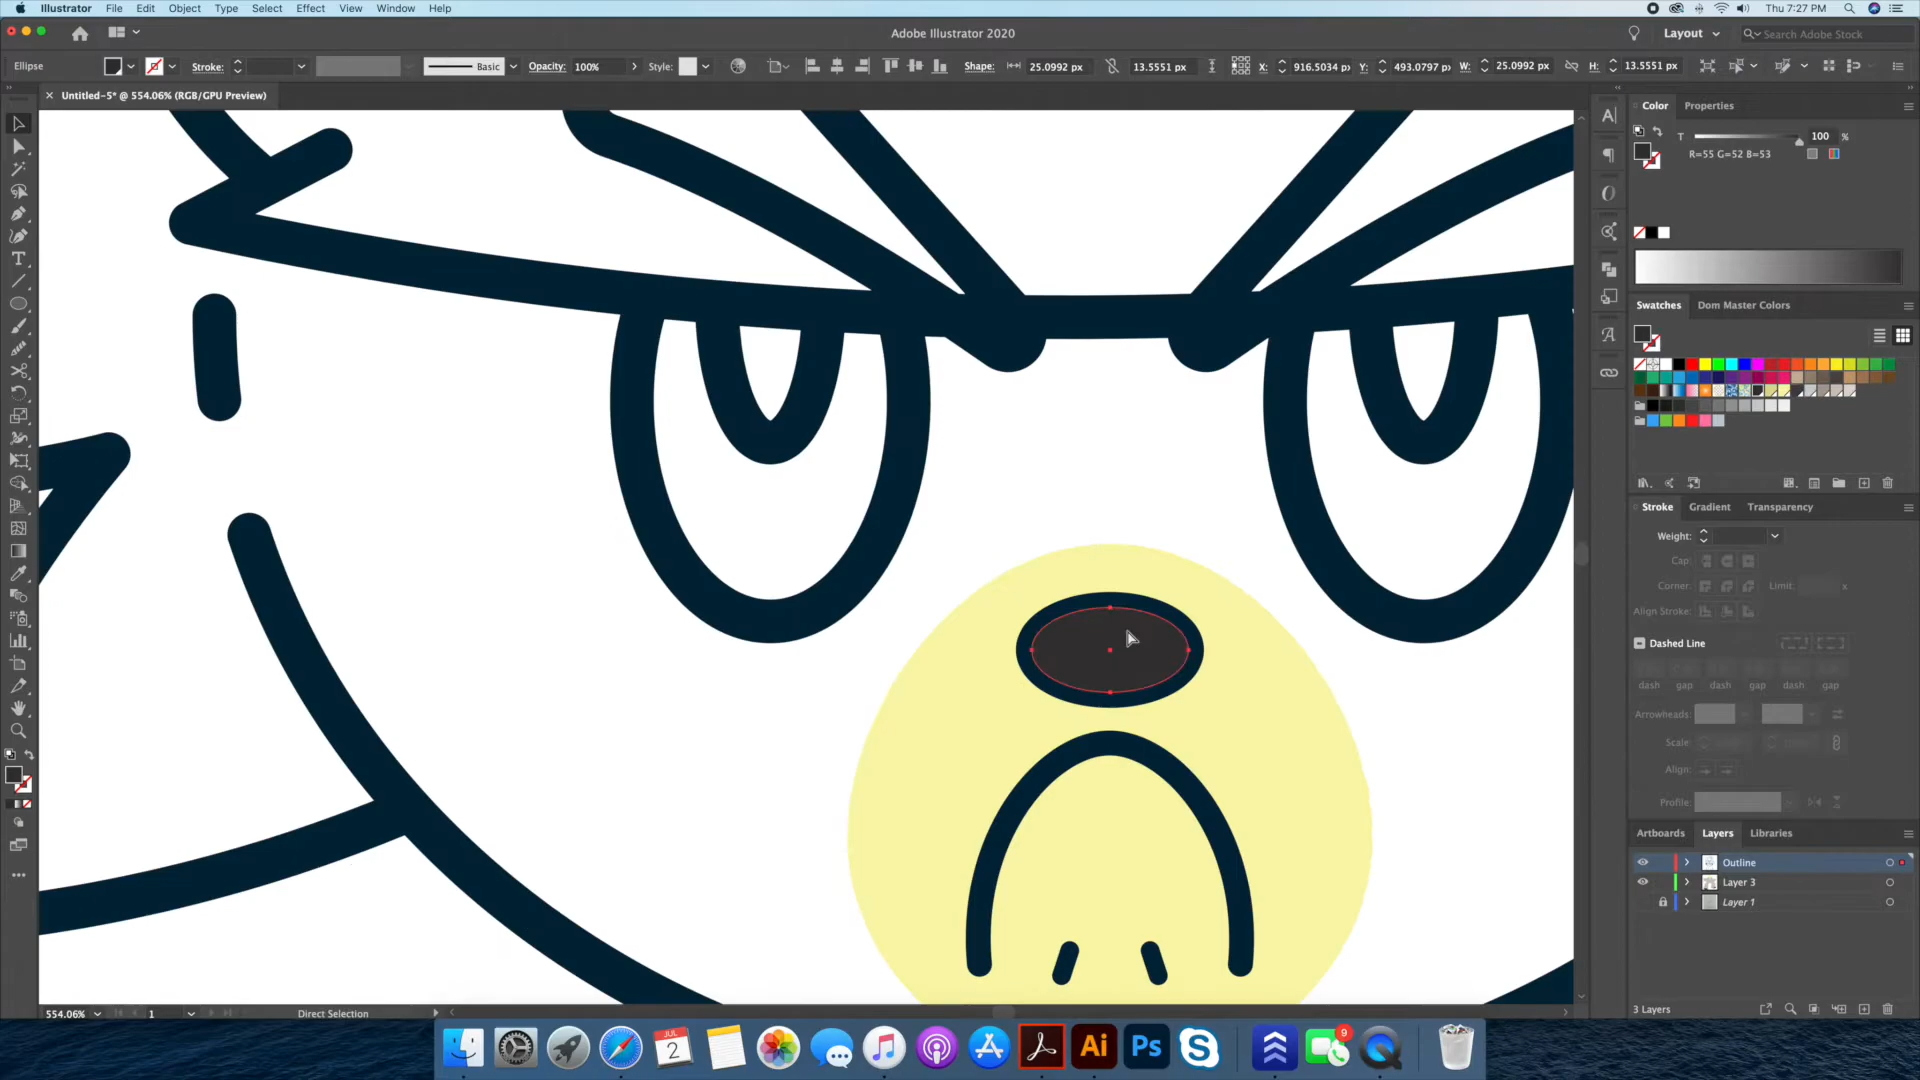 Illustrator File Edit Object Type Select Effect View Window Help Thu 7:27 PM
Adobe Illustrator 2020 Layout Search Adobe Stock
Ellipse Stroke: Basic Opacity: 100% Style: Shape: 25.0992 px 13.5551 px X: 916.5034 p Y: 493.0797 p W: 25.0992 px H: 13.5551 px
Untitled-5* @ 554.06% (RGB/GPU Preview)
Color Properties
T 100 %
R=55 G=52 B=53
Swatches Dom Master Colors
Stroke Gradient Transparency
Weight:
Cap:
Corner: Limit: x
Align Stroke:
Dashed Line
dash gap dash gap dash gap
Arrowheads:
Scale:
Align:
Profile:
Artboards Layers Libraries
Outline
Layer 3
Layer 1
3 Layers
554.06% 1 Direct Selection
JUL
2
Ai
Ps
S
9